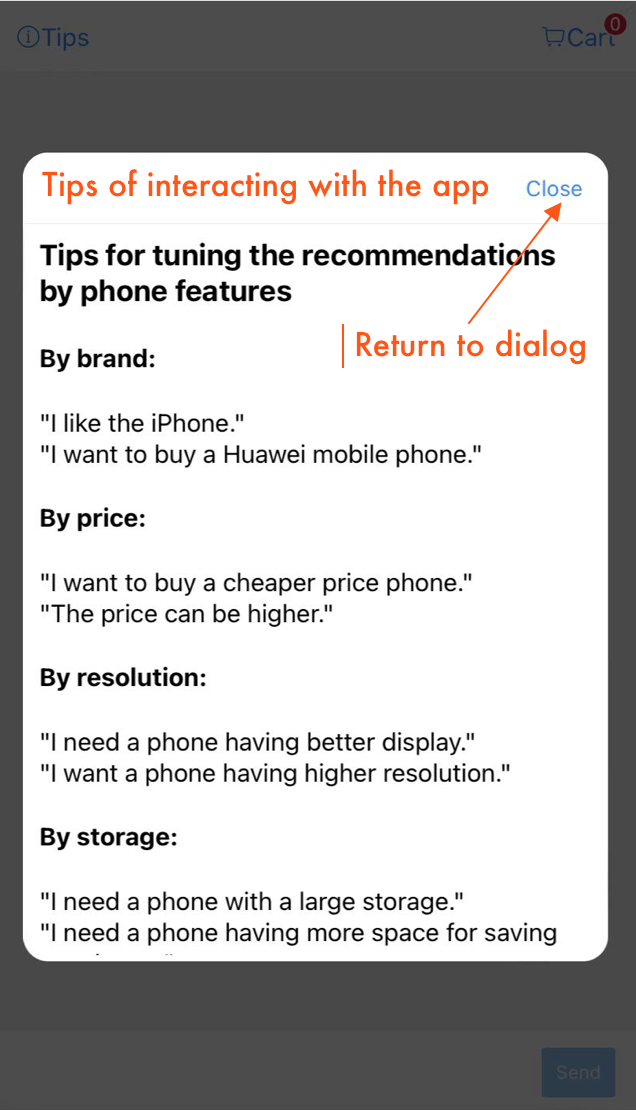 Tips
Cart
0
Tips of interacting with the app
Close
Tips for tuning the recommendations
by phone features
Return to dialog
By brand:
"I like the iPhone."
"I want to buy a Huawei mobile phone."
By price:
"I want to buy a cheaper price phone."
"The price can be higher."
By resolution:
"I need a phone having better display."
"I want a phone having higher resolution."
By storage:
"I need a phone with a large storage."
"I need a phone having more space for saving
Send